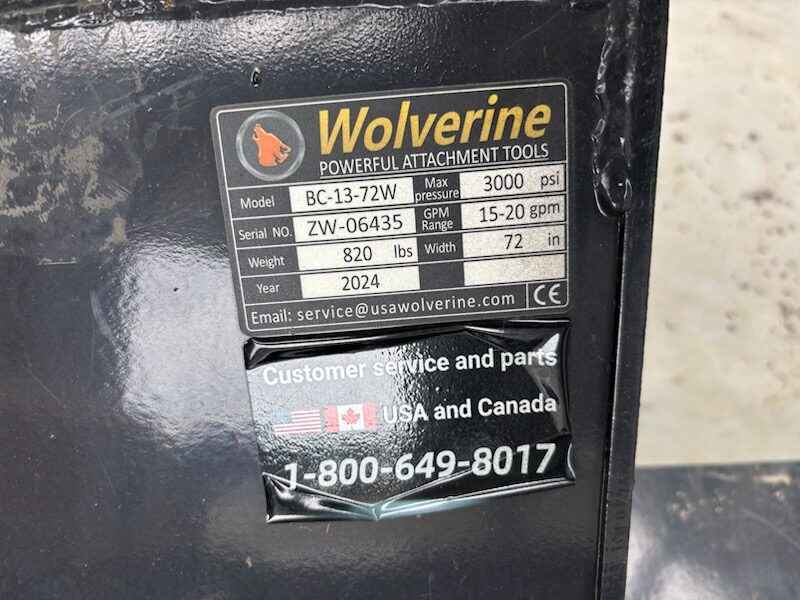 Wolverine
POWERFUL ATTACHMENT TOOLS
Model BC-13-72W Max pressure 3000 psi
Serial NO. ZW-06435 GPM Range 15-20 gpm
Weight 820 lbs Width 72 in
Year 2024
Email: service@usawolverine.com CE
Customer service and parts
USA and Canada
1-800-649-8017